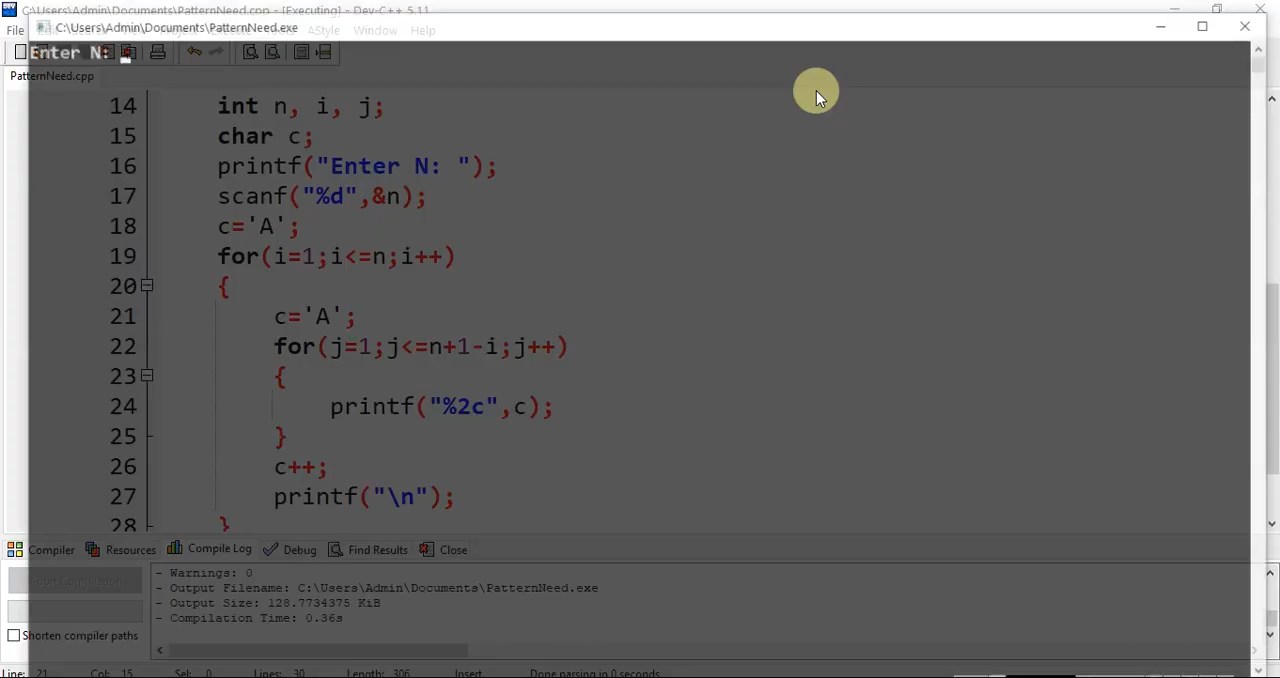 C:\Users\Admin\Documents\PatternNeed.cpp - [Executing] - Dev-C++ 5.11
C:\Users\Admin\Documents\PatternNeed.exe
File AStyle Window Help
Enter N:
PatternNeed.cpp
14 int n, i, j;
15 char c;
16 printf("Enter N: ");
17 scanf("%d",&n);
18 c='A';
19 for(i=1;i<=n;i++)
20 {
21 c='A';
22 for(j=1;j<=n+1-i;j++)
23 {
24 printf("%2c",c);
25 }
26 c++;
27 printf("\n");
28 }
Compiler Resources Compile Log Debug Find Results Close
- Warnings: 0
- Output Filename: C:\Users\Admin\Documents\PatternNeed.exe
- Output Size: 128.7734375 KiB
- Compilation Time: 0.36s
Abort Compilation
Shorten compiler paths
Line: 21 Col: 15 Sel: 0 Lines: 30 Length: 306 Insert Done parsing in 0 seconds